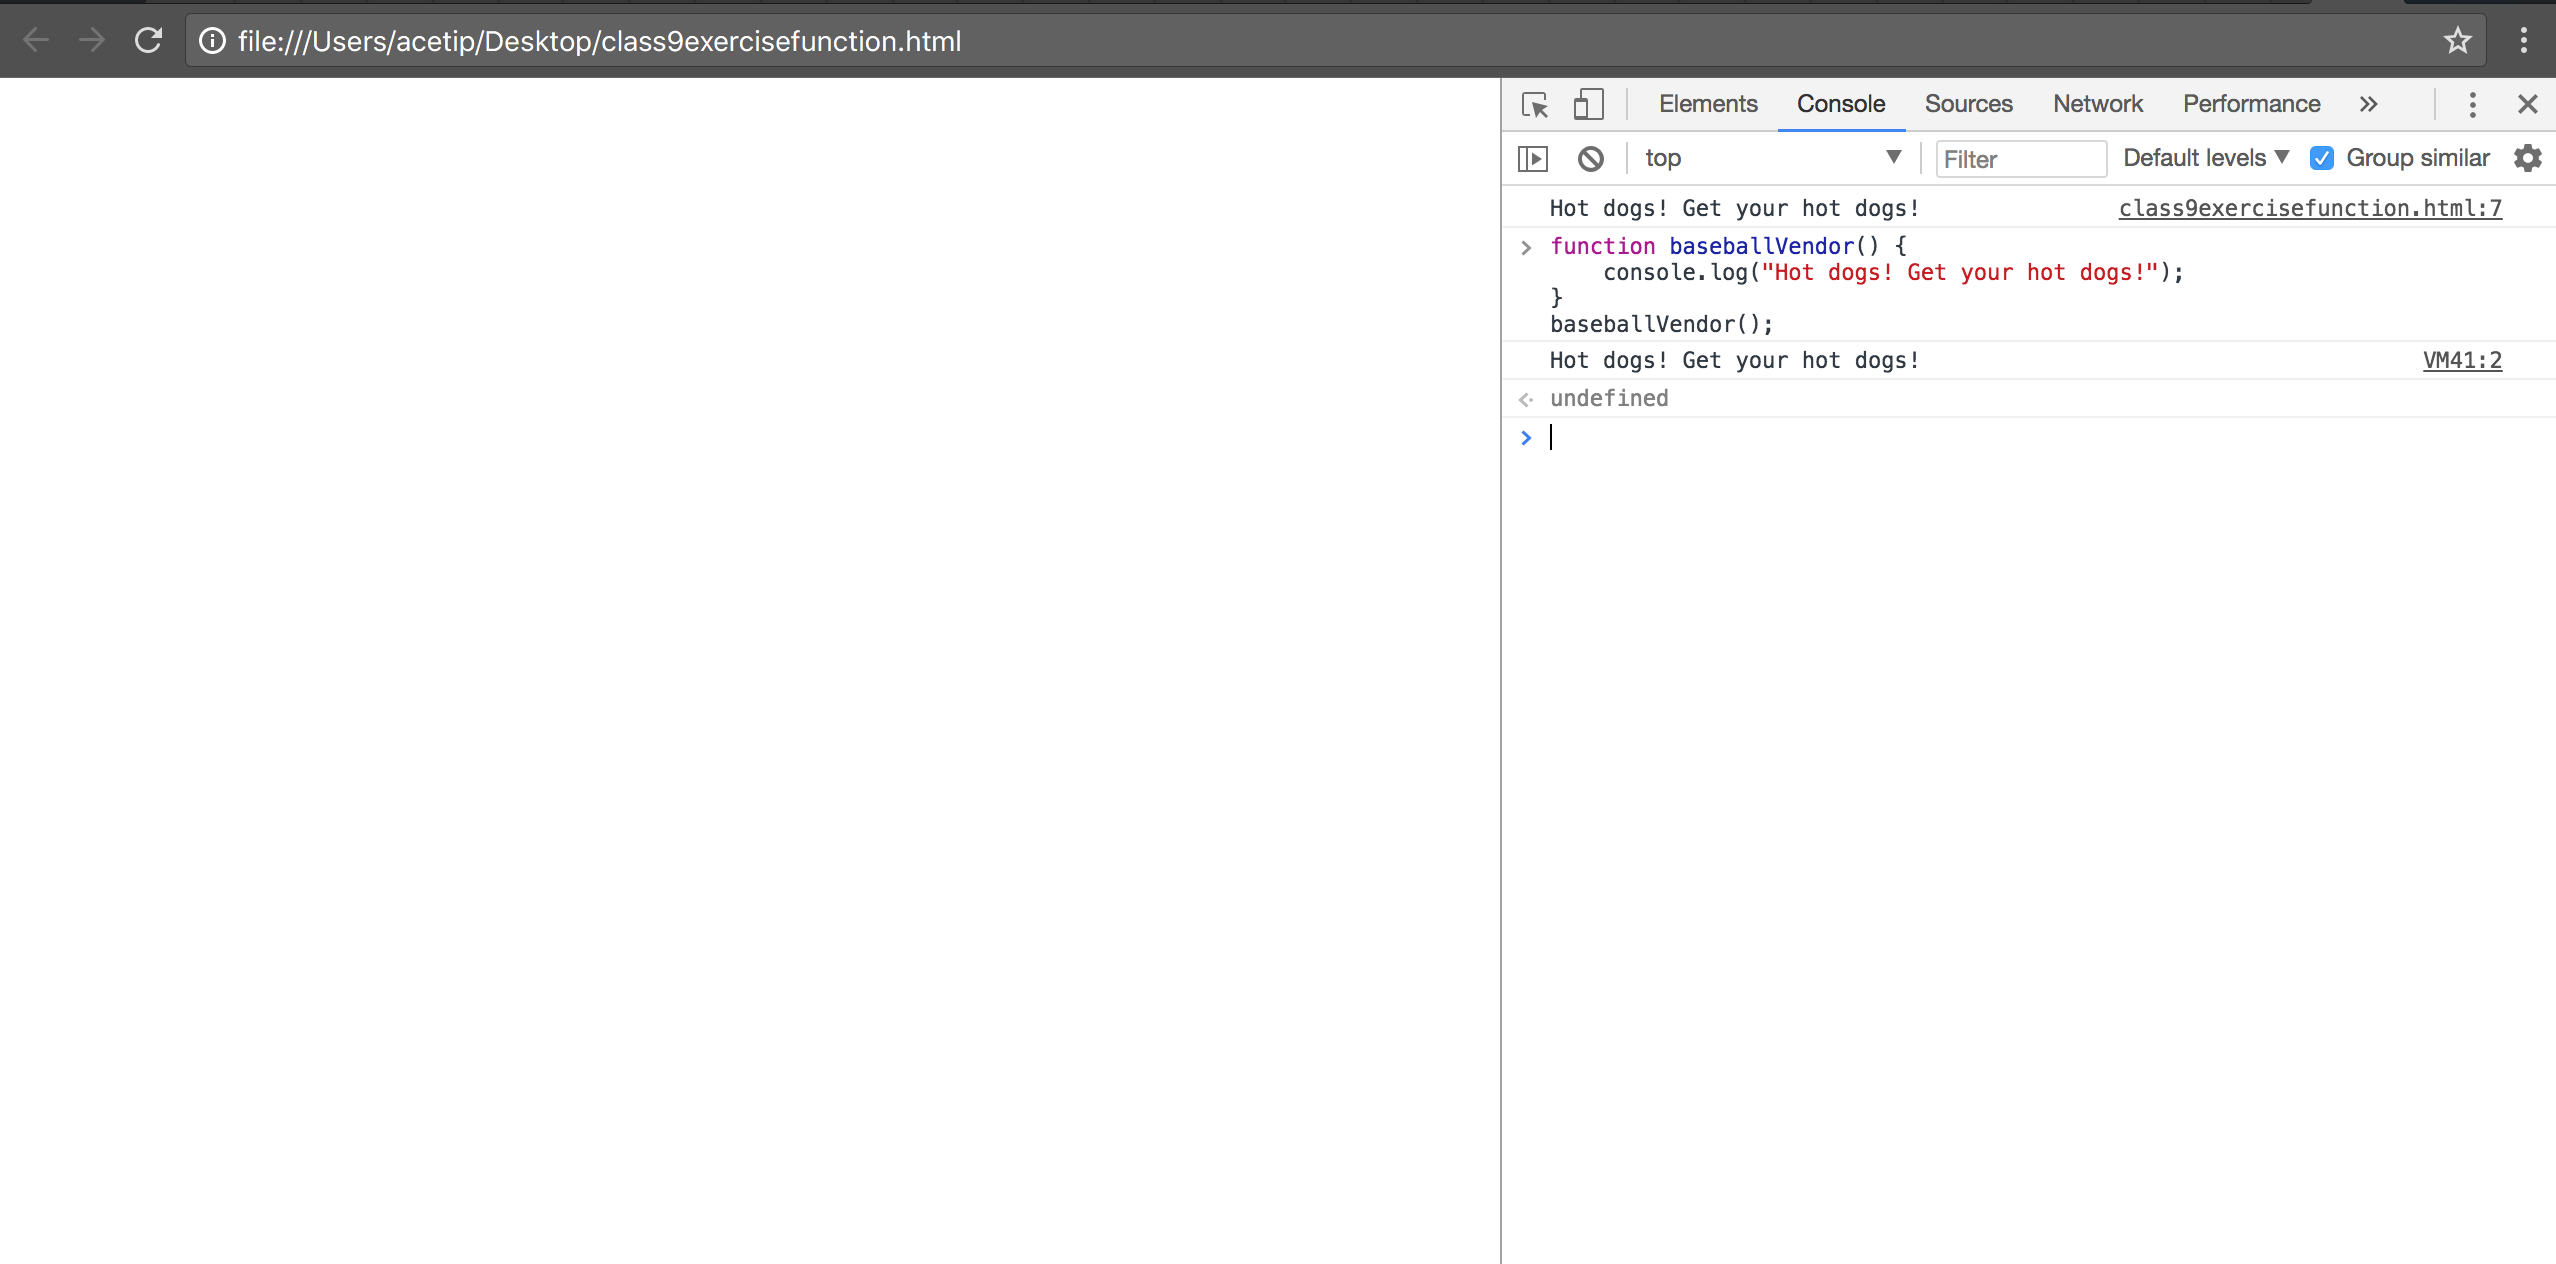 file:///Users/acetip/Desktop/class9exercisefunction.html
Elements Console Sources Network Performance »
top Filter Default levels Group similar
Hot dogs! Get your hot dogs! class9exercisefunction.html:7
> function baseballVendor() {
console.log("Hot dogs! Get your hot dogs!");
}
baseballVendor();
Hot dogs! Get your hot dogs! VM41:2
undefined
>